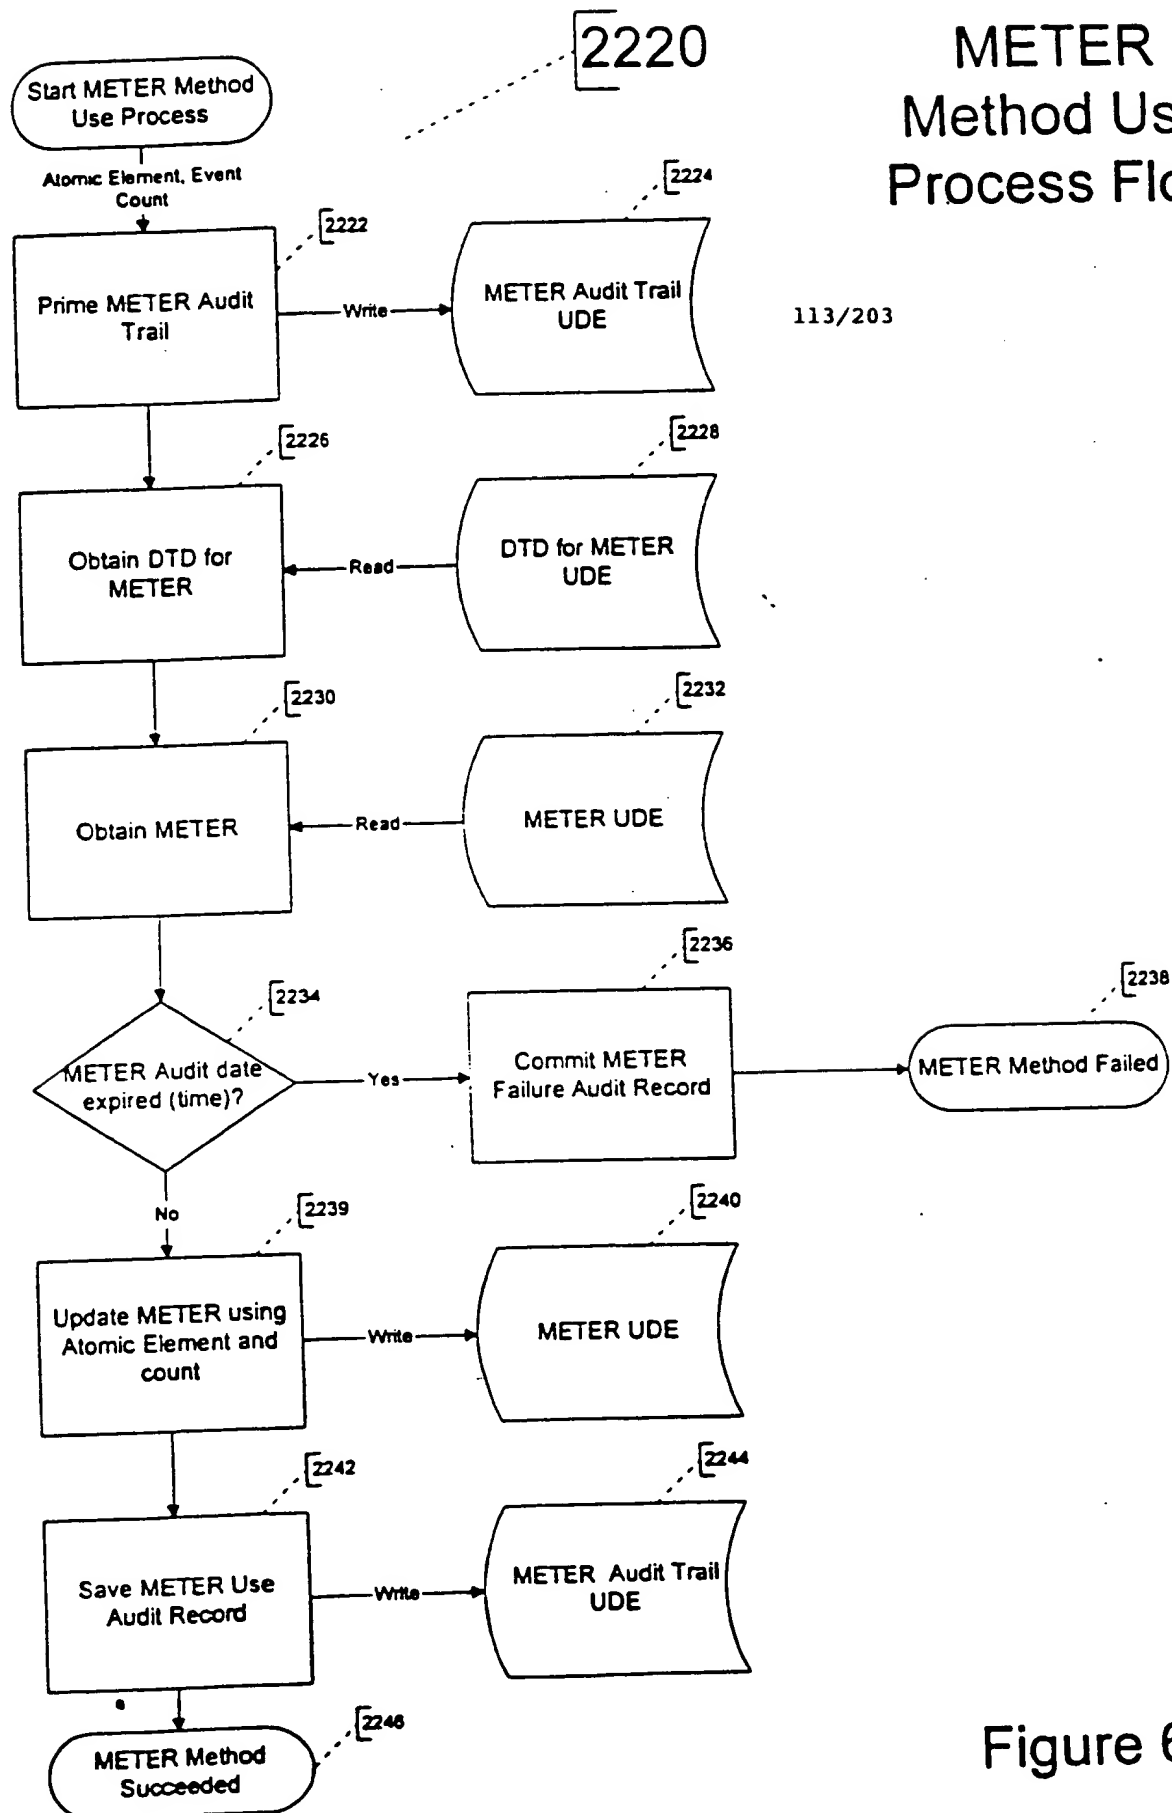 2220
METER
Method Us
Process Flo
Start METER Method
Use Process
Atomic Element, Event
Count
2222
Prime METER Audit
Trail
Write
2224
METER Audit Trail
UDE
113/203
2226
Obtain DTD for
METER
Read
2228
DTD for METER
UDE
2230
Obtain METER
Read
2232
METER UDE
2234
METER Audit date
expired (time)?
Yes
2236
Commit METER
Failure Audit Record
2238
METER Method Failed
No
2239
Update METER using
Atomic Element and
count
Write
2240
METER UDE
2242
Save METER Use
Audit Record
Write
2244
METER Audit Trail
UDE
2246
METER Method
Succeeded
Figure 6